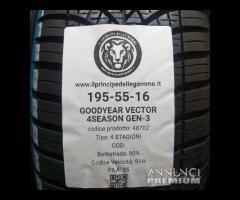 www.ilprincipedellegomme.it
195-55-16
GOODYEAR VECTOR
4SEASON GEN-3
codice prodotto: 48702
Tipo: 4 STAGIONI
COD:
Battistrada: 90%
Codice Velocità: 91H
ANNUNCI
PREMIUM